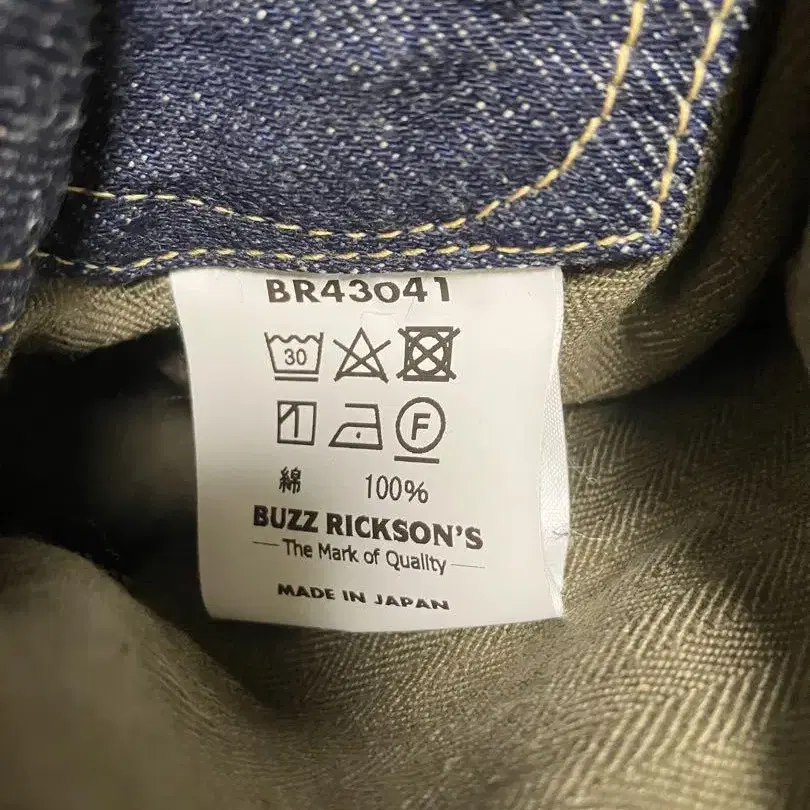 BR43041
30
F
綿 100%
BUZZ RICKSON'S
The Mark of Quality
MADE IN JAPAN